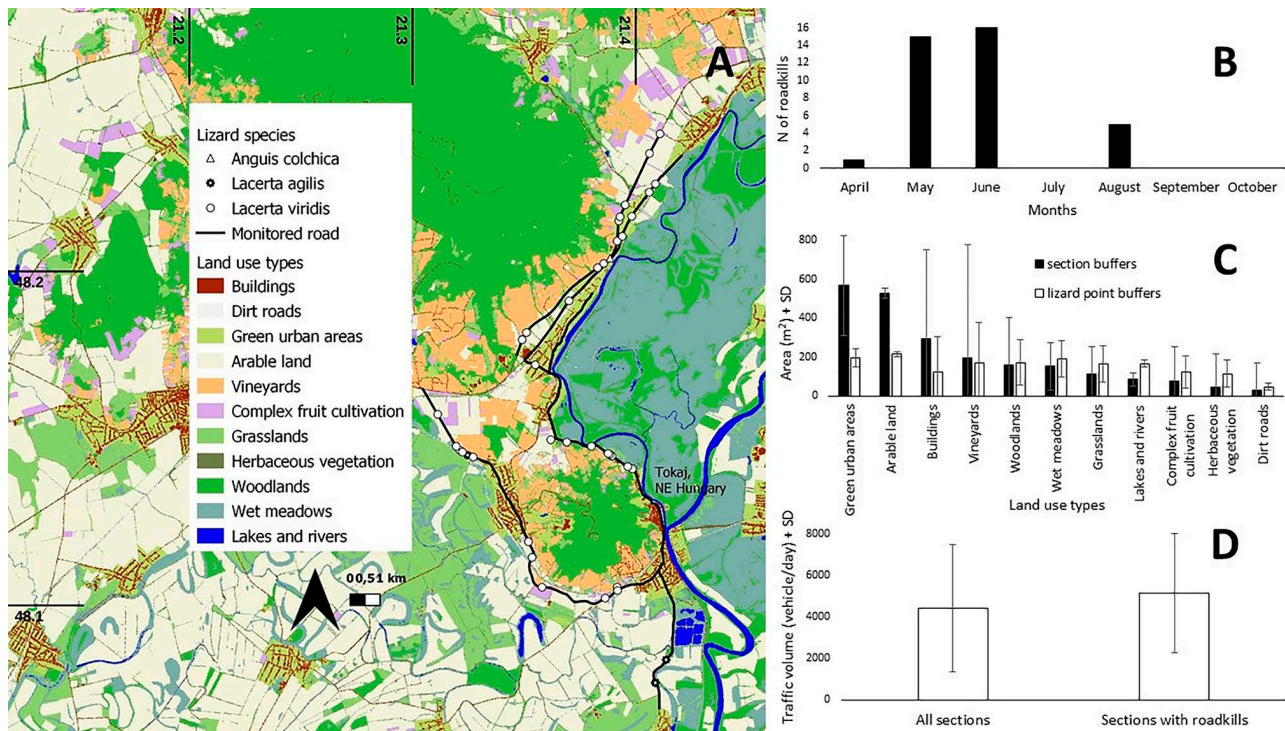 21.2
21.3
21.4
A
Lizard species
Anguis colchica
Lacerta agilis
Lacerta viridis
Monitored road
Land use types
Buildings
Dirt roads
Green urban areas
Arable land
Vineyards
Complex fruit cultivation
Grasslands
Herbaceous vegetation
Woodlands
Wet meadows
Lakes and rivers
48.2
48.1
Tokaj,
NE Hungary
00,51 km
B
N of roadkills
16
14
12
10
8
6
4
2
0
April May June July August September October
Months
C
Area (m²) + SD
800
600
400
200
0
section buffers
lizard point buffers
Green urban areas
Arable land
Buildings
Vineyards
Woodlands
Wet meadows
Grasslands
Lakes and rivers
Complex fruit
cultivation
Herbaceous
vegetation
Dirt roads
Land use types
D
Traffic volume (vehicle/day) + SD
8000
6000
4000
2000
0
All sections Sections with roadkills